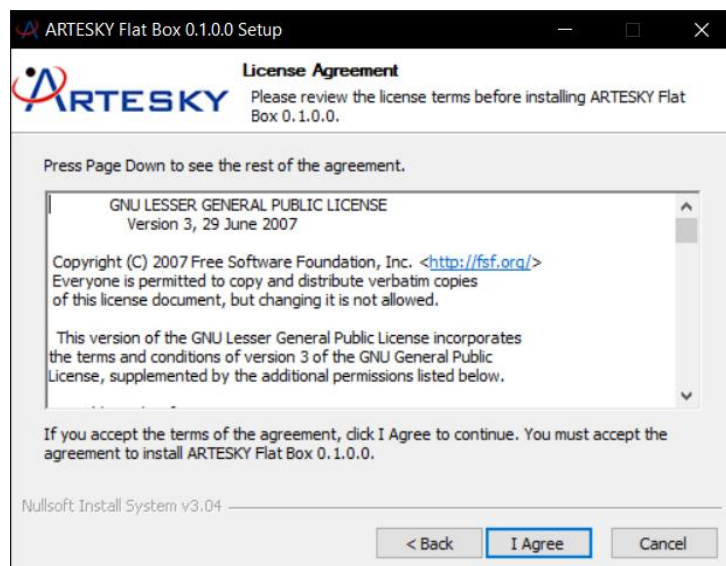 ARTESKY Flat Box 0.1.0.0 Setup
ARTESKY
License Agreement
Please review the license terms before installing ARTESKY Flat
Box 0.1.0.0.
Press Page Down to see the rest of the agreement.
GNU LESSER GENERAL PUBLIC LICENSE
Version 3, 29 June 2007
Copyright (C) 2007 Free Software Foundation, Inc. <http://fsf.org/>
Everyone is permitted to copy and distribute verbatim copies
of this license document, but changing it is not allowed.
This version of the GNU Lesser General Public License incorporates
the terms and conditions of version 3 of the GNU General Public
License, supplemented by the additional permissions listed below.
If you accept the terms of the agreement, click I Agree to continue. You must accept the
agreement to install ARTESKY Flat Box 0.1.0.0.
Nullsoft Install System v3.04
< Back
I Agree
Cancel